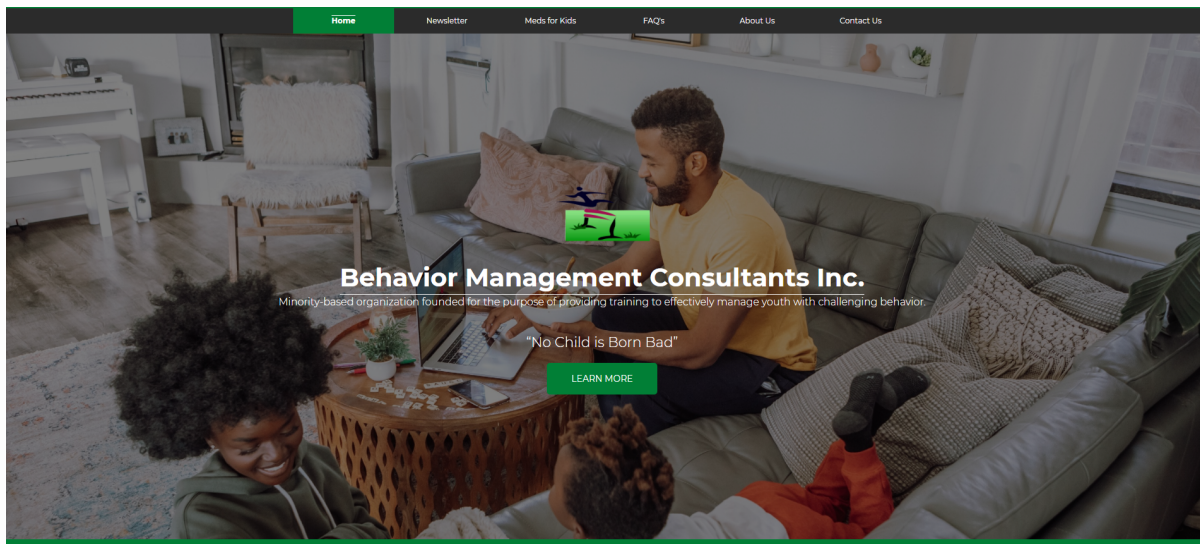 Home
Newsletter
Meds for Kids
FAQ's
About Us
Contact Us
Behavior Management Consultants Inc.
Minority-based organization founded for the purpose of providing training to effectively manage youth with challenging behavior.
“No Child is Born Bad”
LEARN MORE